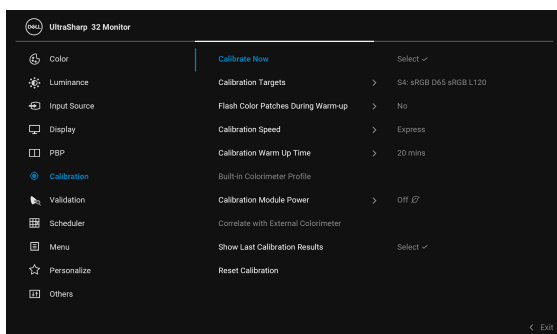 DELL UltraSharp 32 Monitor
Color
Calibrate Now Select
Luminance
Calibration Targets S4: sRGB D65 sRGB L120
Input Source
Flash Color Patches During Warm-up No
Display
Calibration Speed Express
PBP
Calibration Warm Up Time 20 mins
Calibration
Built-in Colorimeter Profile
Validation
Calibration Module Power Off
Scheduler
Correlate with External Colorimeter
Menu
Show Last Calibration Results Select
Personalize
Reset Calibration
Others
Exit